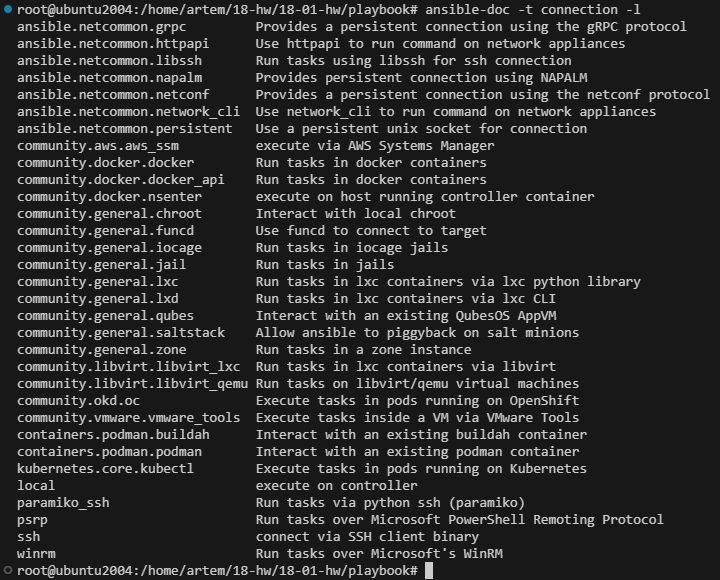 root@ubuntu2004:/home/artem/18-hw/18-01-hw/playbook# ansible-doc -t connection -l
ansible.netcommon.grpc         Provides a persistent connection using the gRPC protocol
ansible.netcommon.httpapi      Use httpapi to run command on network appliances
ansible.netcommon.libssh       Run tasks using libssh for ssh connection
ansible.netcommon.napalm       Provides persistent connection using NAPALM
ansible.netcommon.netconf      Provides a persistent connection using the netconf protocol
ansible.netcommon.network_cli  Use network_cli to run command on network appliances
ansible.netcommon.persistent   Use a persistent unix socket for connection
community.aws.aws_ssm          execute via AWS Systems Manager
community.docker.docker        Run tasks in docker containers
community.docker.docker_api    Run tasks in docker containers
community.docker.nsenter       execute on host running controller container
community.general.chroot       Interact with local chroot
community.general.funcd        Use funcd to connect to target
community.general.iocage       Run tasks in iocage jails
community.general.jail         Run tasks in jails
community.general.lxc          Run tasks in lxc containers via lxc python library
community.general.lxd          Run tasks in lxc containers via lxc CLI
community.general.qubes        Interact with an existing QubesOS AppVM
community.general.saltstack    Allow ansible to piggyback on salt minions
community.general.zone         Run tasks in a zone instance
community.libvirt.libvirt_lxc  Run tasks in lxc containers via libvirt
community.libvirt.libvirt_qemu Run tasks on libvirt/qemu virtual machines
community.okd.oc               Execute tasks in pods running on OpenShift
community.vmware.vmware_tools  Execute tasks inside a VM via VMware Tools
containers.podman.buildah      Interact with an existing buildah container
containers.podman.podman       Interact with an existing podman container
kubernetes.core.kubectl        Execute tasks in pods running on Kubernetes
local                          execute on controller
paramiko_ssh                   Run tasks via python ssh (paramiko)
psrp                           Run tasks over Microsoft PowerShell Remoting Protocol
ssh                            connect via SSH client binary
winrm                          Run tasks over Microsoft's WinRM
root@ubuntu2004:/home/artem/18-hw/18-01-hw/playbook#